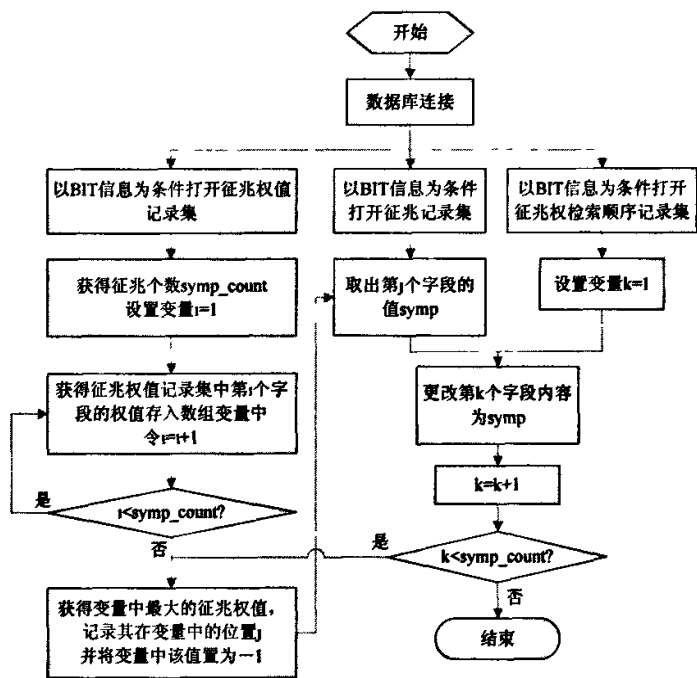 开始
数据库连接
以BIT信息为条件打开征兆权值
记录集
以BIT信息为条件
打开征兆记录集
以BIT信息为条件打开
征兆权检索顺序记录集
获得征兆个数symp_count
设置变量i=1
取出第j个字段的
值symp
设置变量k=1
获得征兆权值记录集中第i个字
段的权值存入数组变量中
令i=i+1
更改第k个字段内容
为symp
k=k+1
是
i<symp_count?
否
是
k<symp_count?
否
获得变量中最大的征兆权值，
记录其在变量中的位置j
并将变量中该值置为－1
结束